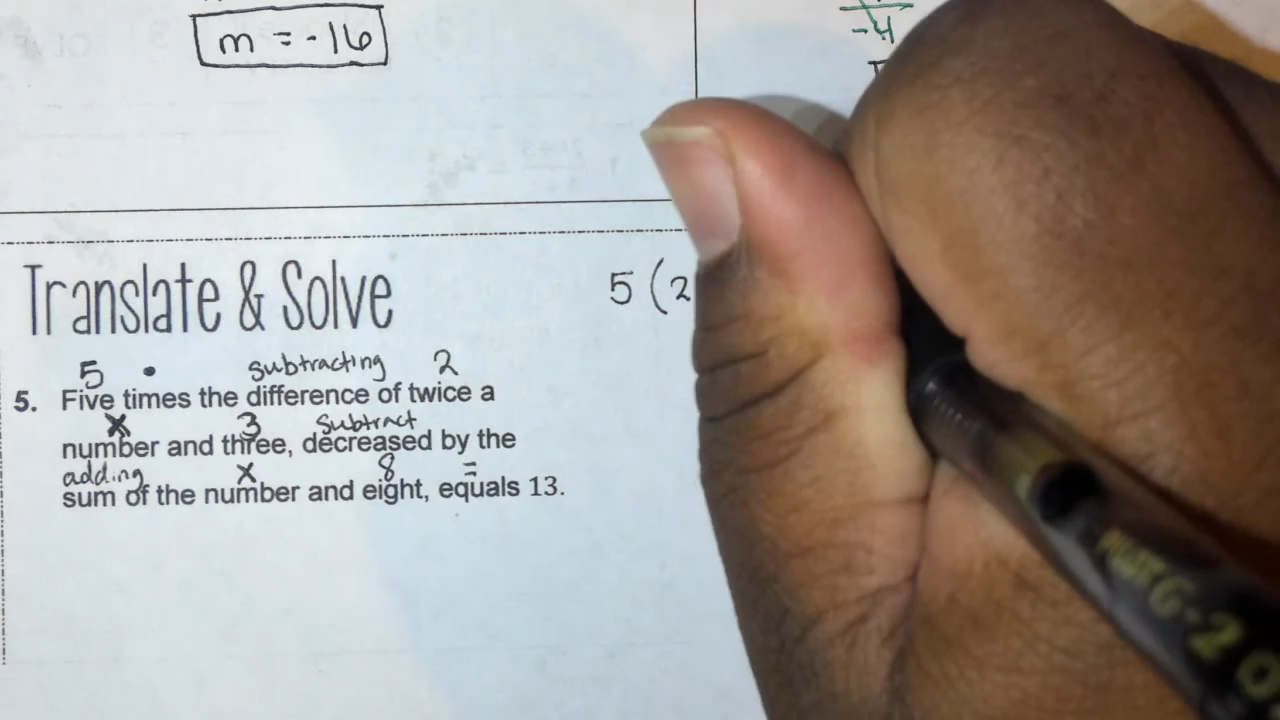 m = -16
-4
Translate & Solve
5 (2
5 • subtracting 2
5. Five times the difference of twice a
x 3 subtract
number and three, decreased by the
adding x 8 =
sum of the number and eight, equals 13.
G-2